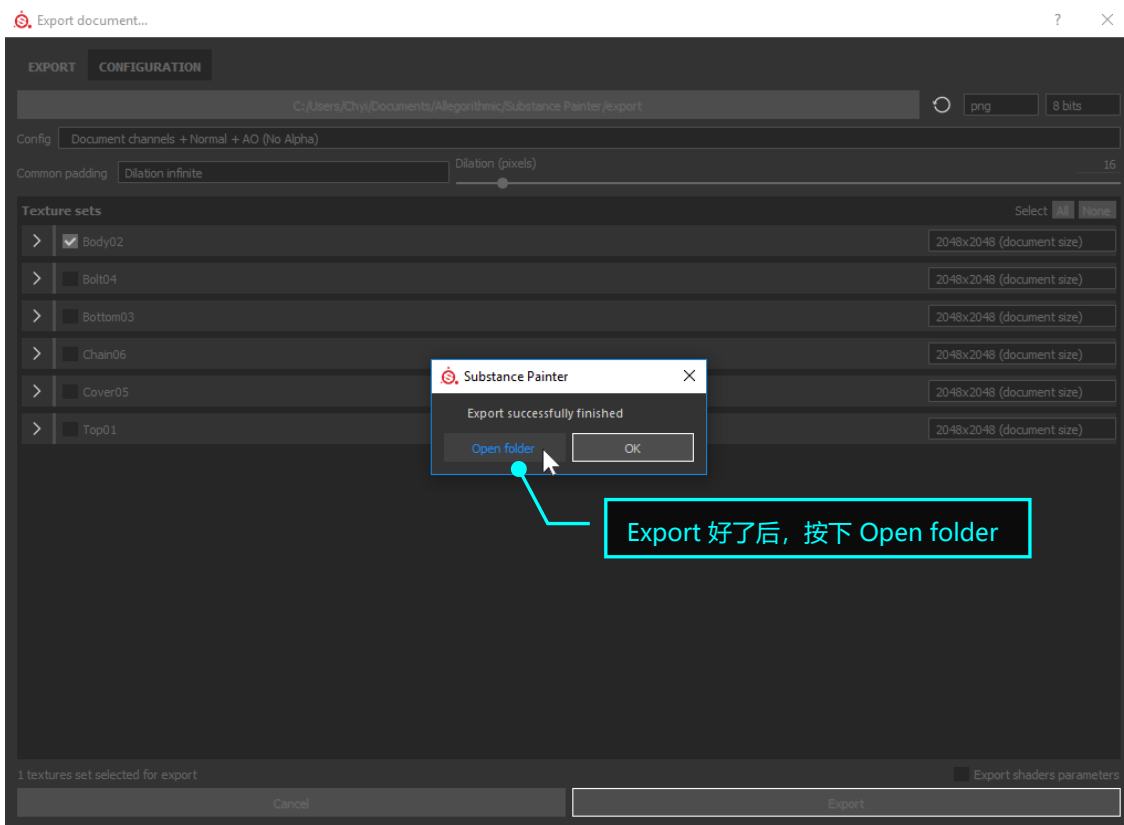 Export document...
EXPORT CONFIGURATION
C:/Users/Chyi/Documents/Allegorithmic/Substance Painter/export png 8 bits
Config Document channels + Normal + AO (No Alpha)
Common padding Dilation infinite Dilation (pixels) 16
Texture sets Select All None
Body02 2048x2048 (document size)
Bolt04 2048x2048 (document size)
Bottom03 2048x2048 (document size)
Chain06 2048x2048 (document size)
Cover05 2048x2048 (document size)
Top01 2048x2048 (document size)
Substance Painter
Export successfully finished
Open folder OK
Export 好了后，按下 Open folder
1 textures set selected for export Export shaders parameters
Cancel Export